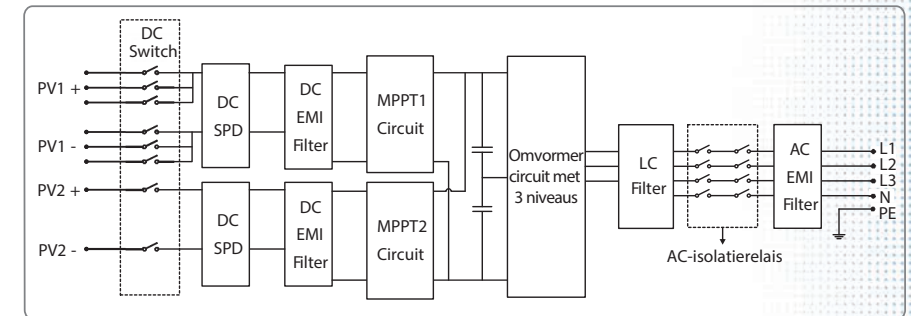 DC
Switch
PV1 +
PV1 -
PV2 +
PV2 -
DC
SPD
DC
EMI
Filter
MPPT1
Circuit
DC
SPD
DC
EMI
Filter
MPPT2
Circuit
Omvormer
circuit met
3 niveaus
LC
Filter
AC-isolatierelais
AC
EMI
Filter
L1
L2
L3
N
PE